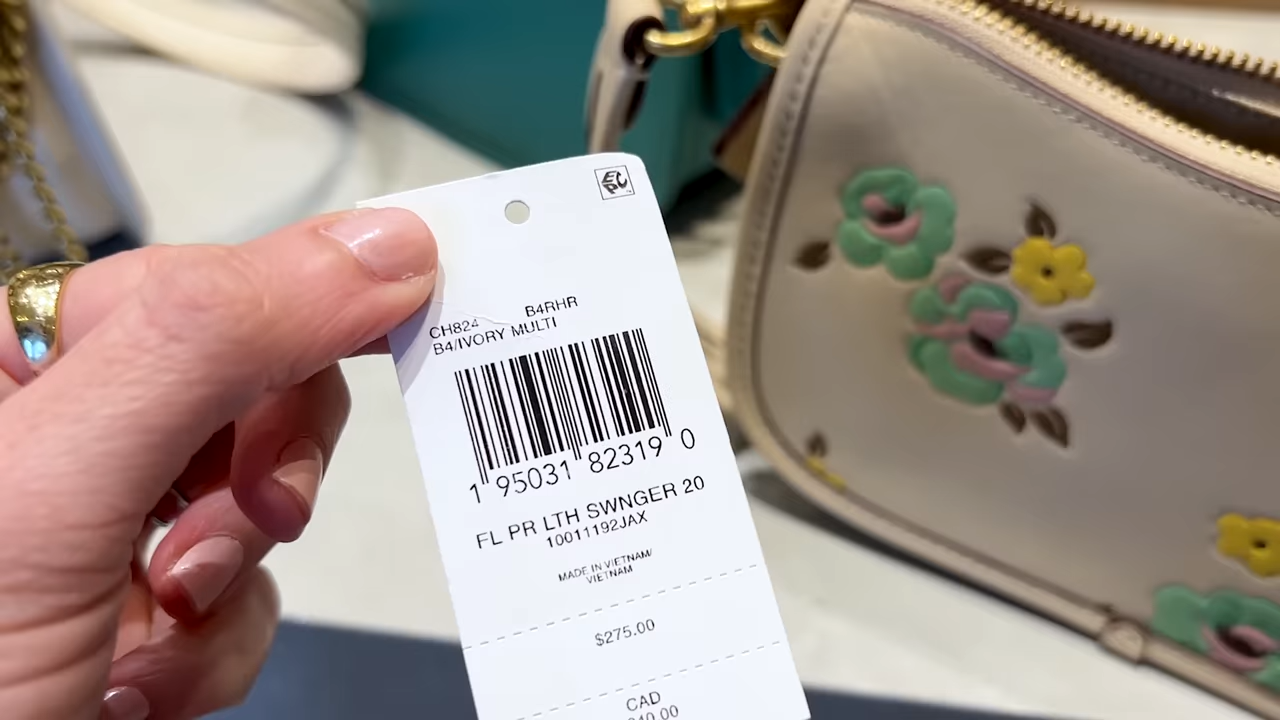 EPC
CH824 B4RHR
B4/IVORY MULTI
1 95031 82319 0
FL PR LTH SWNGER 20
10011192JAX
MADE IN VIETNAM/
VIETNAM
$275.00
CAD